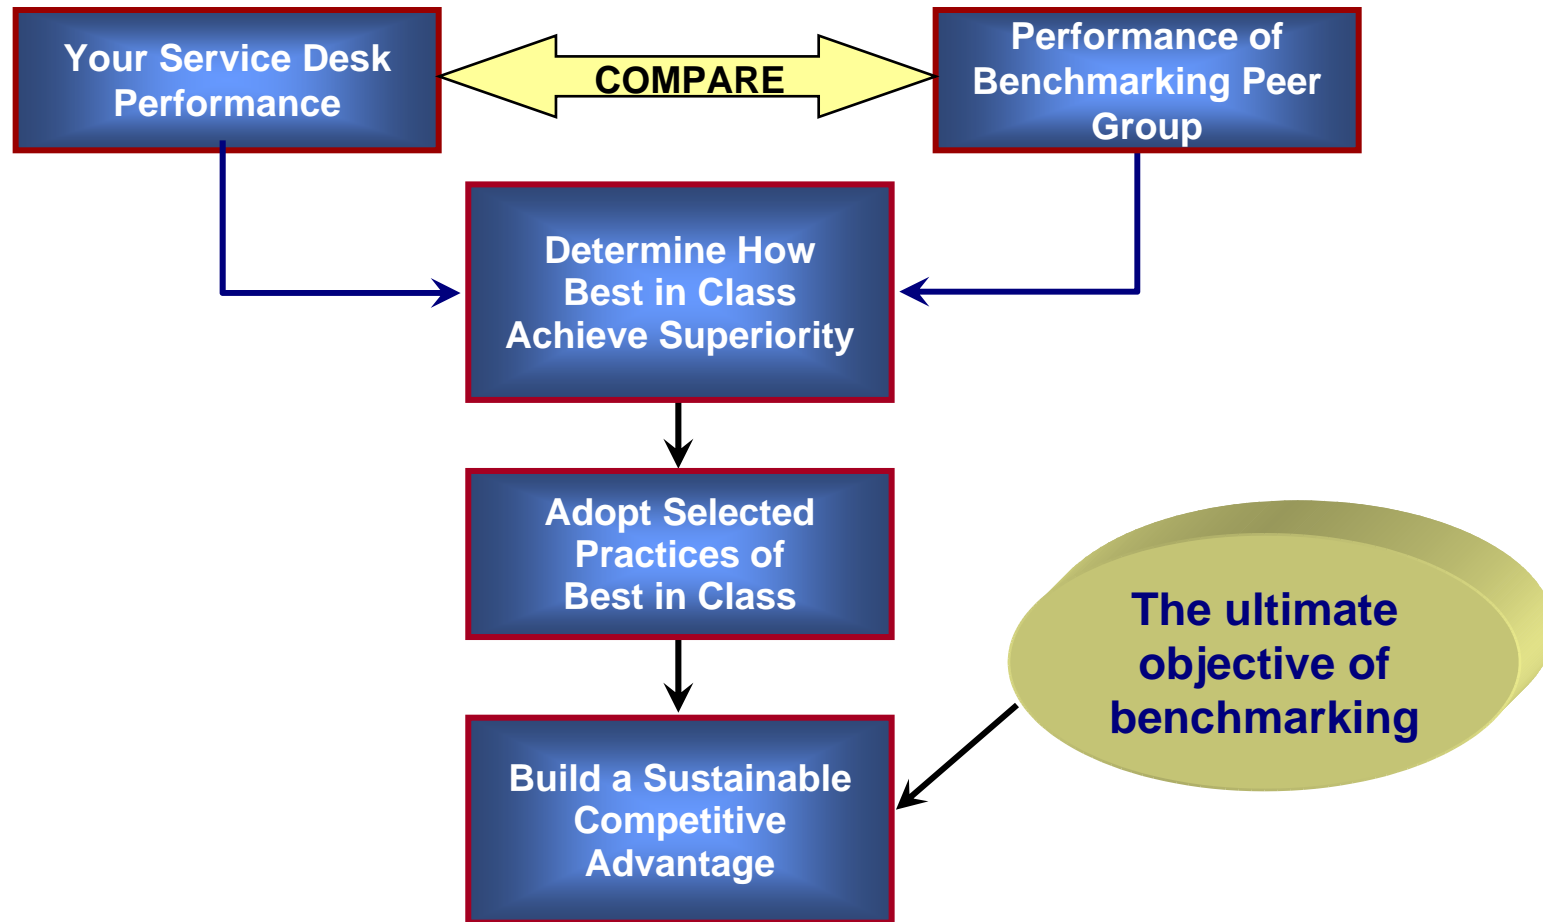 Your Service Desk
Performance
COMPARE
Performance of
Benchmarking Peer
Group
Determine How
Best in Class
Achieve Superiority
Adopt Selected
Practices of
Best in Class
The ultimate
objective of
benchmarking
Build a Sustainable
Competitive
Advantage